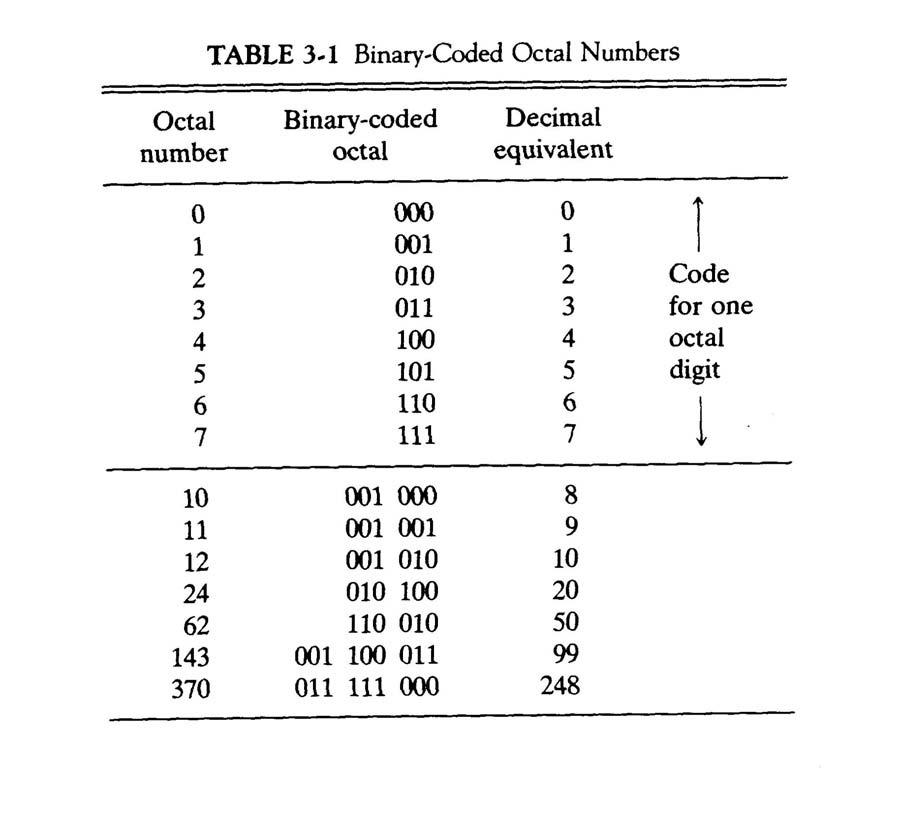 TABLE 3-1 Binary-Coded Octal Numbers
Octal number Binary-coded octal Decimal equivalent
0 000 0
1 001 1
2 010 2
3 011 3
4 100 4
5 101 5
6 110 6
7 111 7
Code
for one
octal
digit
10 001 000 8
11 001 001 9
12 001 010 10
24 010 100 20
62 110 010 50
143 001 100 011 99
370 011 111 000 248